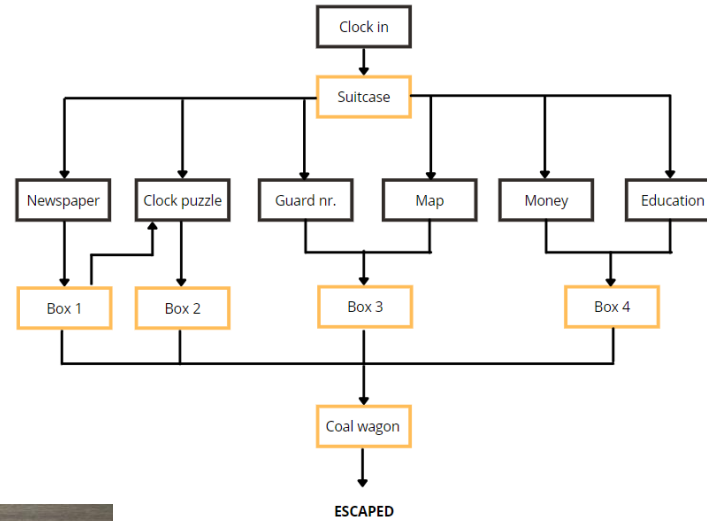 Clock in
Suitcase
Newspaper
Clock puzzle
Guard nr.
Map
Money
Education
Box 1
Box 2
Box 3
Box 4
Coal wagon
ESCAPED